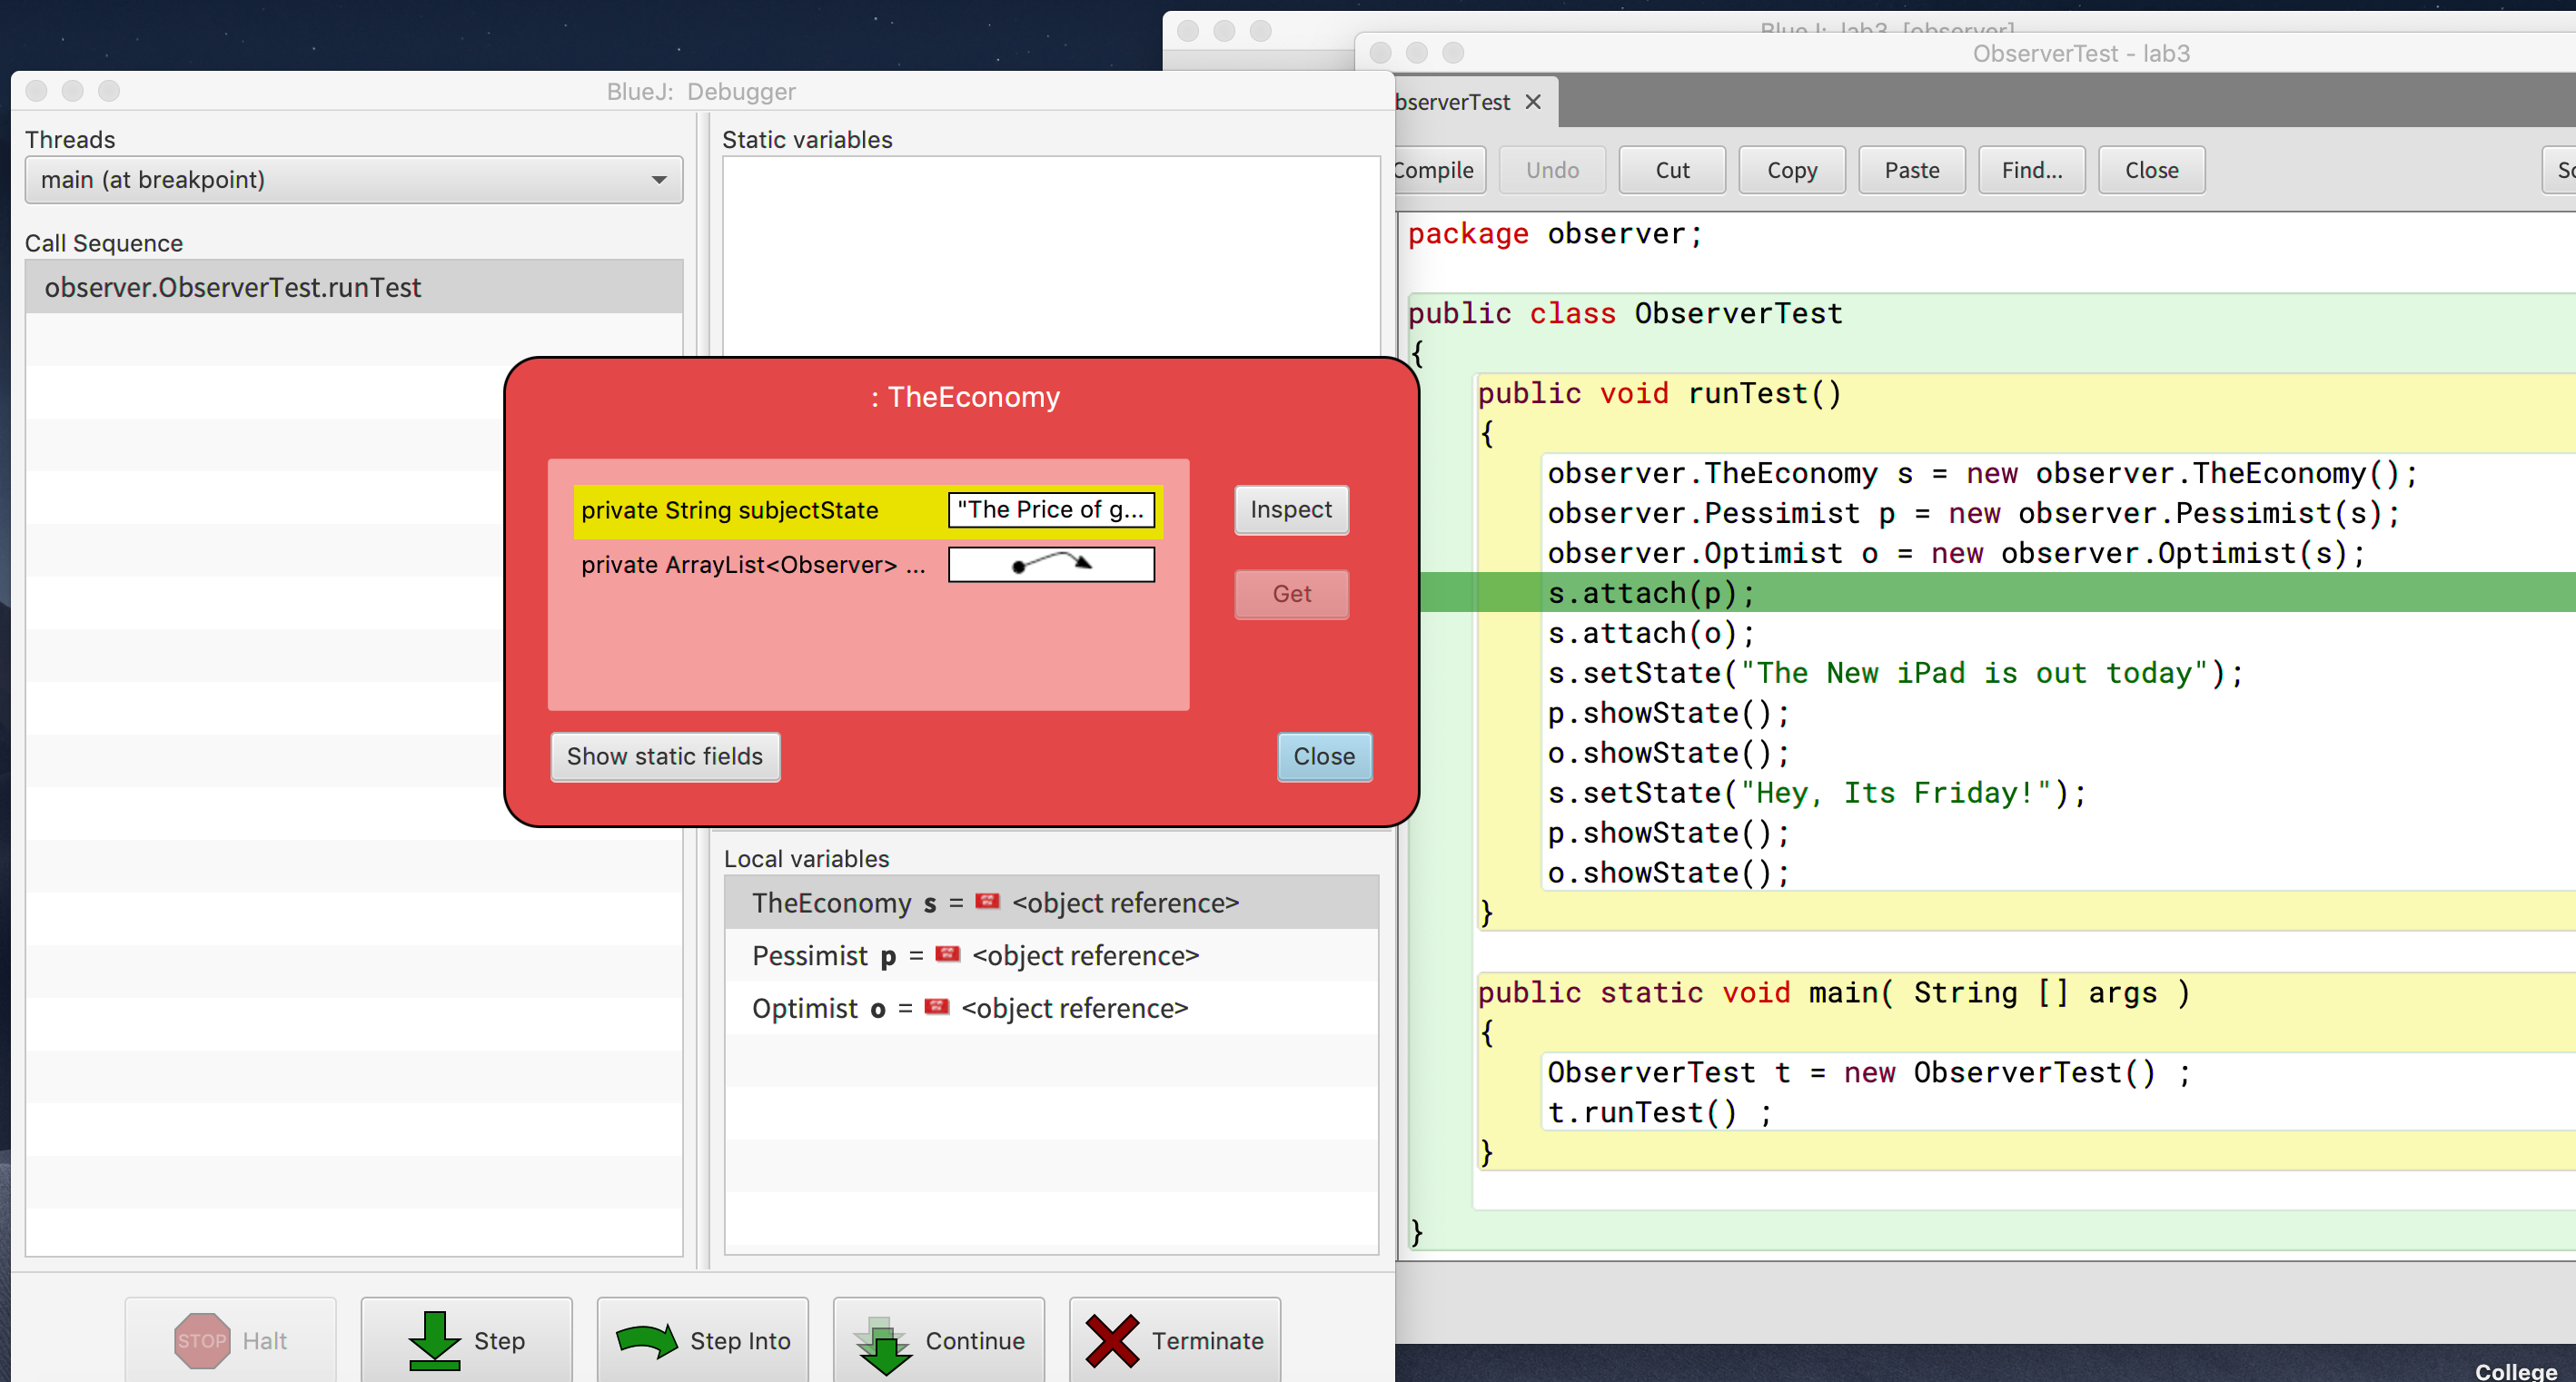 BlueJ: lab3 [observer]
ObserverTest - lab3
BlueJ: Debugger
Threads
main (at breakpoint)
Call Sequence
observer.ObserverTest.runTest
Static variables
: TheEconomy
private String subjectState "The Price of g...
private ArrayList<Observer> ...
Inspect
Get
Show static fields
Close
Local variables
TheEconomy s = <object reference>
Pessimist p = <object reference>
Optimist o = <object reference>
STOP Halt
Step
Step Into
Continue
Terminate
bserverTest
Compile
Undo
Cut
Copy
Paste
Find...
Close
So
package observer;
public class ObserverTest
{
public void runTest()
{
observer.TheEconomy s = new observer.TheEconomy();
observer.Pessimist p = new observer.Pessimist(s);
observer.Optimist o = new observer.Optimist(s);
s.attach(p);
s.attach(o);
s.setState("The New iPad is out today");
p.showState();
o.showState();
s.setState("Hey, Its Friday!");
p.showState();
o.showState();
}
public static void main( String [] args )
{
ObserverTest t = new ObserverTest() ;
t.runTest() ;
}
}
College